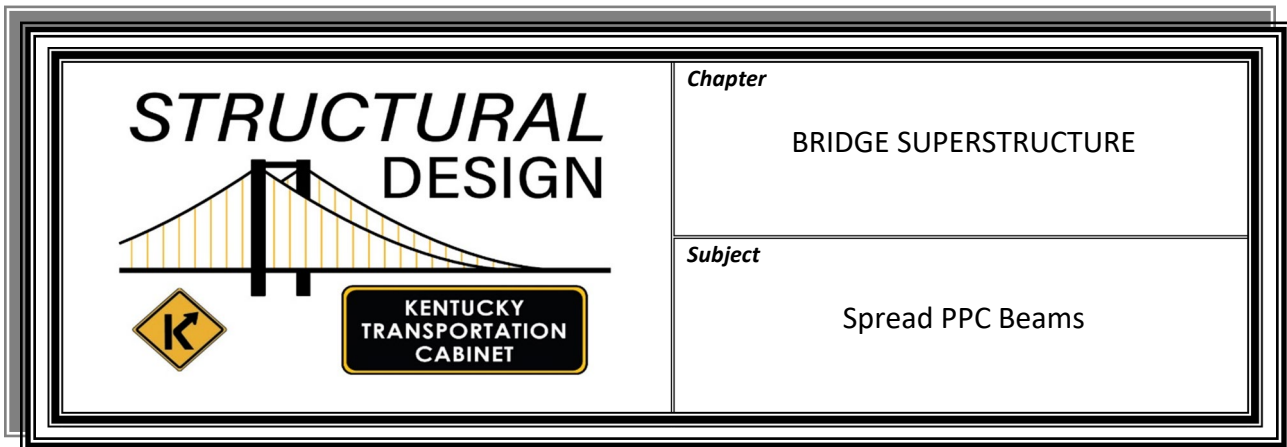 STRUCTURAL
DESIGN
K
KENTUCKY
TRANSPORTATION
CABINET
Chapter
BRIDGE SUPERSTRUCTURE
Subject
Spread PPC Beams